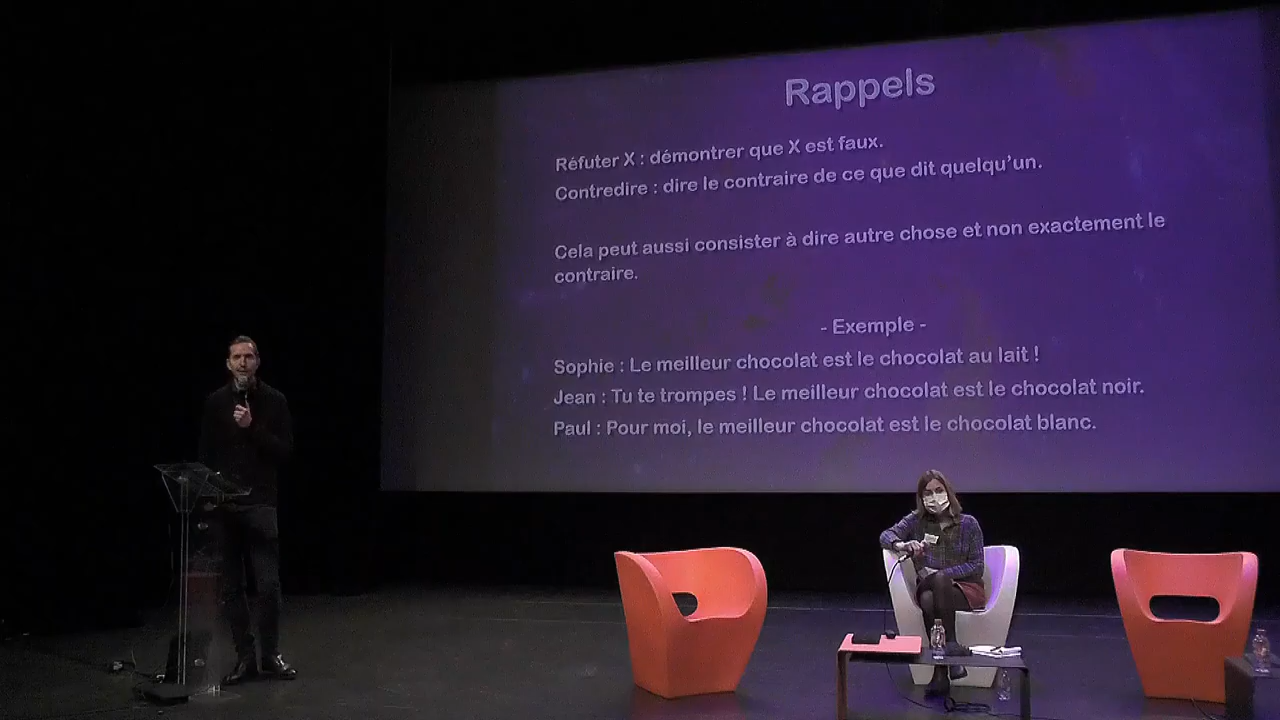 Rappels
Réfuter X : démontrer que X est faux.
Contredire : dire le contraire de ce que dit quelqu’un.
Cela peut aussi consister à dire autre chose et non exactement le
contraire.
- Exemple -
Sophie : Le meilleur chocolat est le chocolat au lait !
Jean : Tu te trompes ! Le meilleur chocolat est le chocolat noir.
Paul : Pour moi, le meilleur chocolat est le chocolat blanc.